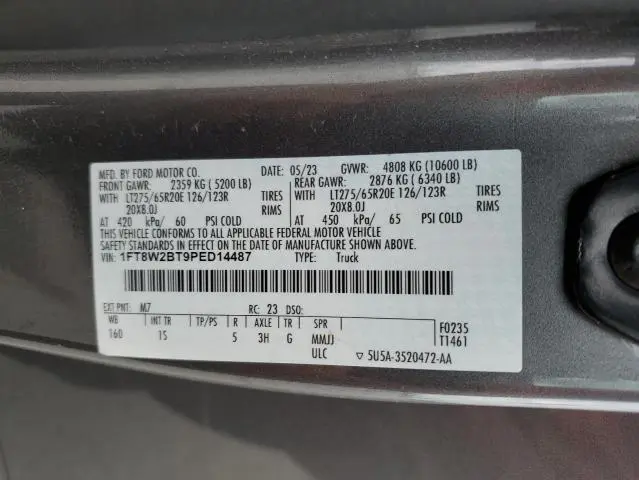 MFD. BY FORD MOTOR CO. 05/23 GVWR: 4808 KG (10600 LB)
FRONT GAWR: 2359 KG ( 5200 LB) REAR GAWR: 2876 KG ( 6340 LB)
WITH LT275/65R20E 126/123R TIRES WITH LT275/65R20E 126/123R TIRES
20X8.0J RIMS 20X8.0J RIMS
AT 420 kPa/ 60 PSI COLD AT 450 kPa/ 65 PSI COLD
THIS VEHICLE CONFORMS TO ALL APPLICABLE FEDERAL MOTOR VEHICLE
SAFETY STANDARDS IN EFFECT ON THE DATE OF MANUFACTURE SHOWN ABOVE.
VIN: 1FT8W2BT9PED14487 TYPE: Truck
EXT PNT: M7 RC: 23 DSO:
WB INT TR TP/PS R AXLE TR SPR F0235
160 1S 5 3H G MMJJ T1461
ULC ▽ 5U5A-3520472-AA